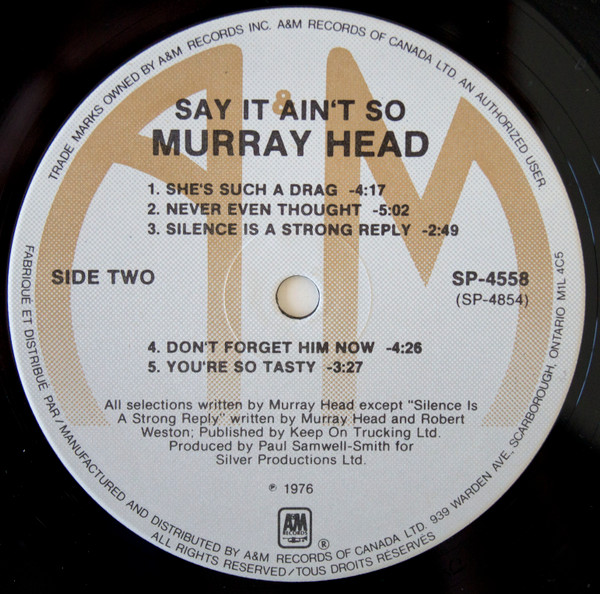 TRADE MARKS OWNED BY A&M RECORDS INC. A&M RECORDS OF CANADA LTD. AN AUTHORIZED USER
A&M
SAY IT AIN'T SO
MURRAY HEAD
1. SHE'S SUCH A DRAG -4:17
2. NEVER EVEN THOUGHT -5:02
3. SILENCE IS A STRONG REPLY -2:49
SIDE TWO
SP-4558
(SP-4854)
4. DON'T FORGET HIM NOW -4:26
5. YOU'RE SO TASTY -3:27
All selections written by Murray Head except "Silence Is
A Strong Reply" written by Murray Head and Robert
Weston; Published by Keep On Trucking Ltd.
Produced by Paul Samwell-Smith for
Silver Productions Ltd.
℗ 1976
A&M
RECORDS
®
FABRIQUÉ ET DISTRIBUÉ PAR / MANUFACTURED AND DISTRIBUTED BY A&M RECORDS OF CANADA LTD. 939 WARDEN AVE., SCARBOROUGH, ONTARIO M1L 4C5
ALL RIGHTS RESERVED / TOUS DROITS RÉSERVÉS